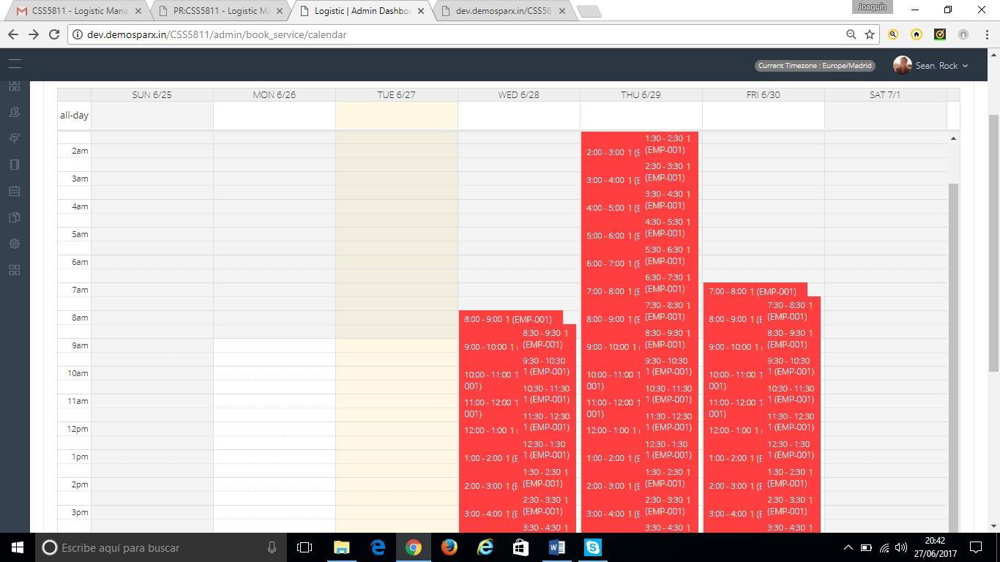 Joaquín
CSS5811 - Logistic Mana
PR:CSS5811 - Logistic Ma
Logistic | Admin Dashboa
dev.demosparx.in/CSS58
dev.demosparx.in/CSS5811/admin/book_service/calendar
Current Timezone : Europe/Madrid
Sean. Rock
SUN 6/25
MON 6/26
TUE 6/27
WED 6/28
THU 6/29
FRI 6/30
SAT 7/1
all-day
2am
3am
4am
5am
6am
7am
8am
9am
10am
11am
12pm
1pm
2pm
3pm
8:00 - 9:00 1 (EMP-001)
8:30 - 9:30 1
(EMP-001)
9:00 - 10:00 1 (
9:30 - 10:30
1 (EMP-001)
10:00 - 11:00 1
001)
10:30 - 11:30
1 (EMP-001)
11:00 - 12:00 1
001)
11:30 - 12:30
1 (EMP-001)
12:00 - 1:00 1 (
12:30 - 1:30
1 (EMP-001)
1:00 - 2:00 1 (E
1:30 - 2:30 1
(EMP-001)
2:00 - 3:00 1 (E
2:30 - 3:30 1
(EMP-001)
3:00 - 4:00 1 (E
3:30 - 4:30 1
1:30 - 2:30 1
(EMP-001)
2:00 - 3:00 1 (E
2:30 - 3:30 1
(EMP-001)
3:00 - 4:00 1 (E
3:30 - 4:30 1
(EMP-001)
4:00 - 5:00 1 (E
4:30 - 5:30 1
(EMP-001)
5:00 - 6:00 1 (E
5:30 - 6:30 1
(EMP-001)
6:00 - 7:00 1 (E
6:30 - 7:30 1
(EMP-001)
7:00 - 8:00 1 (E
7:30 - 8:30 1
(EMP-001)
8:00 - 9:00 1 (E
8:30 - 9:30 1
(EMP-001)
9:00 - 10:00 1 (
9:30 - 10:30
1 (EMP-001)
10:00 - 11:00 1
001)
10:30 - 11:30
1 (EMP-001)
11:00 - 12:00 1
001)
11:30 - 12:30
1 (EMP-001)
12:00 - 1:00 1 (
12:30 - 1:30
1 (EMP-001)
1:00 - 2:00 1 (E
1:30 - 2:30 1
(EMP-001)
2:00 - 3:00 1 (E
2:30 - 3:30 1
(EMP-001)
3:00 - 4:00 1 (E
3:30 - 4:30 1
7:00 - 8:00 1 (EMP-001)
7:30 - 8:30 1
(EMP-001)
8:00 - 9:00 1 (E
8:30 - 9:30 1
(EMP-001)
9:00 - 10:00 1 (
9:30 - 10:30
1 (EMP-001)
10:00 - 11:00 1
001)
10:30 - 11:30
1 (EMP-001)
11:00 - 12:00 1
001)
11:30 - 12:30
1 (EMP-001)
12:00 - 1:00 1 (
12:30 - 1:30
1 (EMP-001)
1:00 - 2:00 1 (E
1:30 - 2:30 1
(EMP-001)
2:00 - 3:00 1 (E
2:30 - 3:30 1
(EMP-001)
3:00 - 4:00 1 (E
3:30 - 4:30 1
Escribe aquí para buscar
20:42
27/06/2017